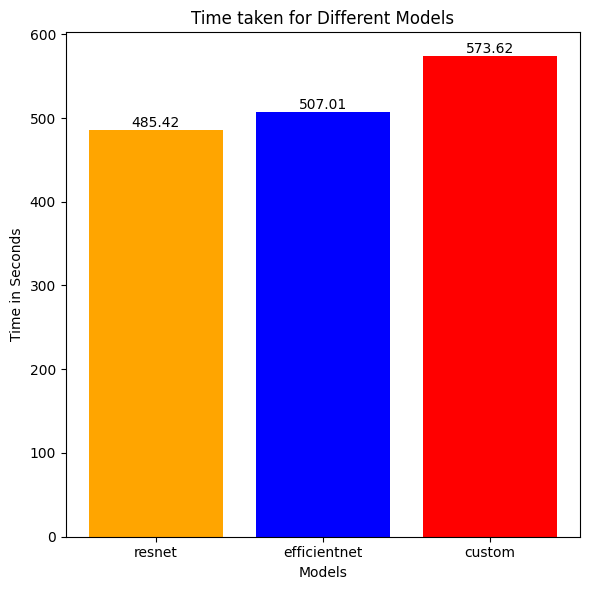 Time taken for Different Models
Time in Seconds
600
500
400
300
200
100
0
485.42
507.01
573.62
resnet
efficientnet
custom
Models